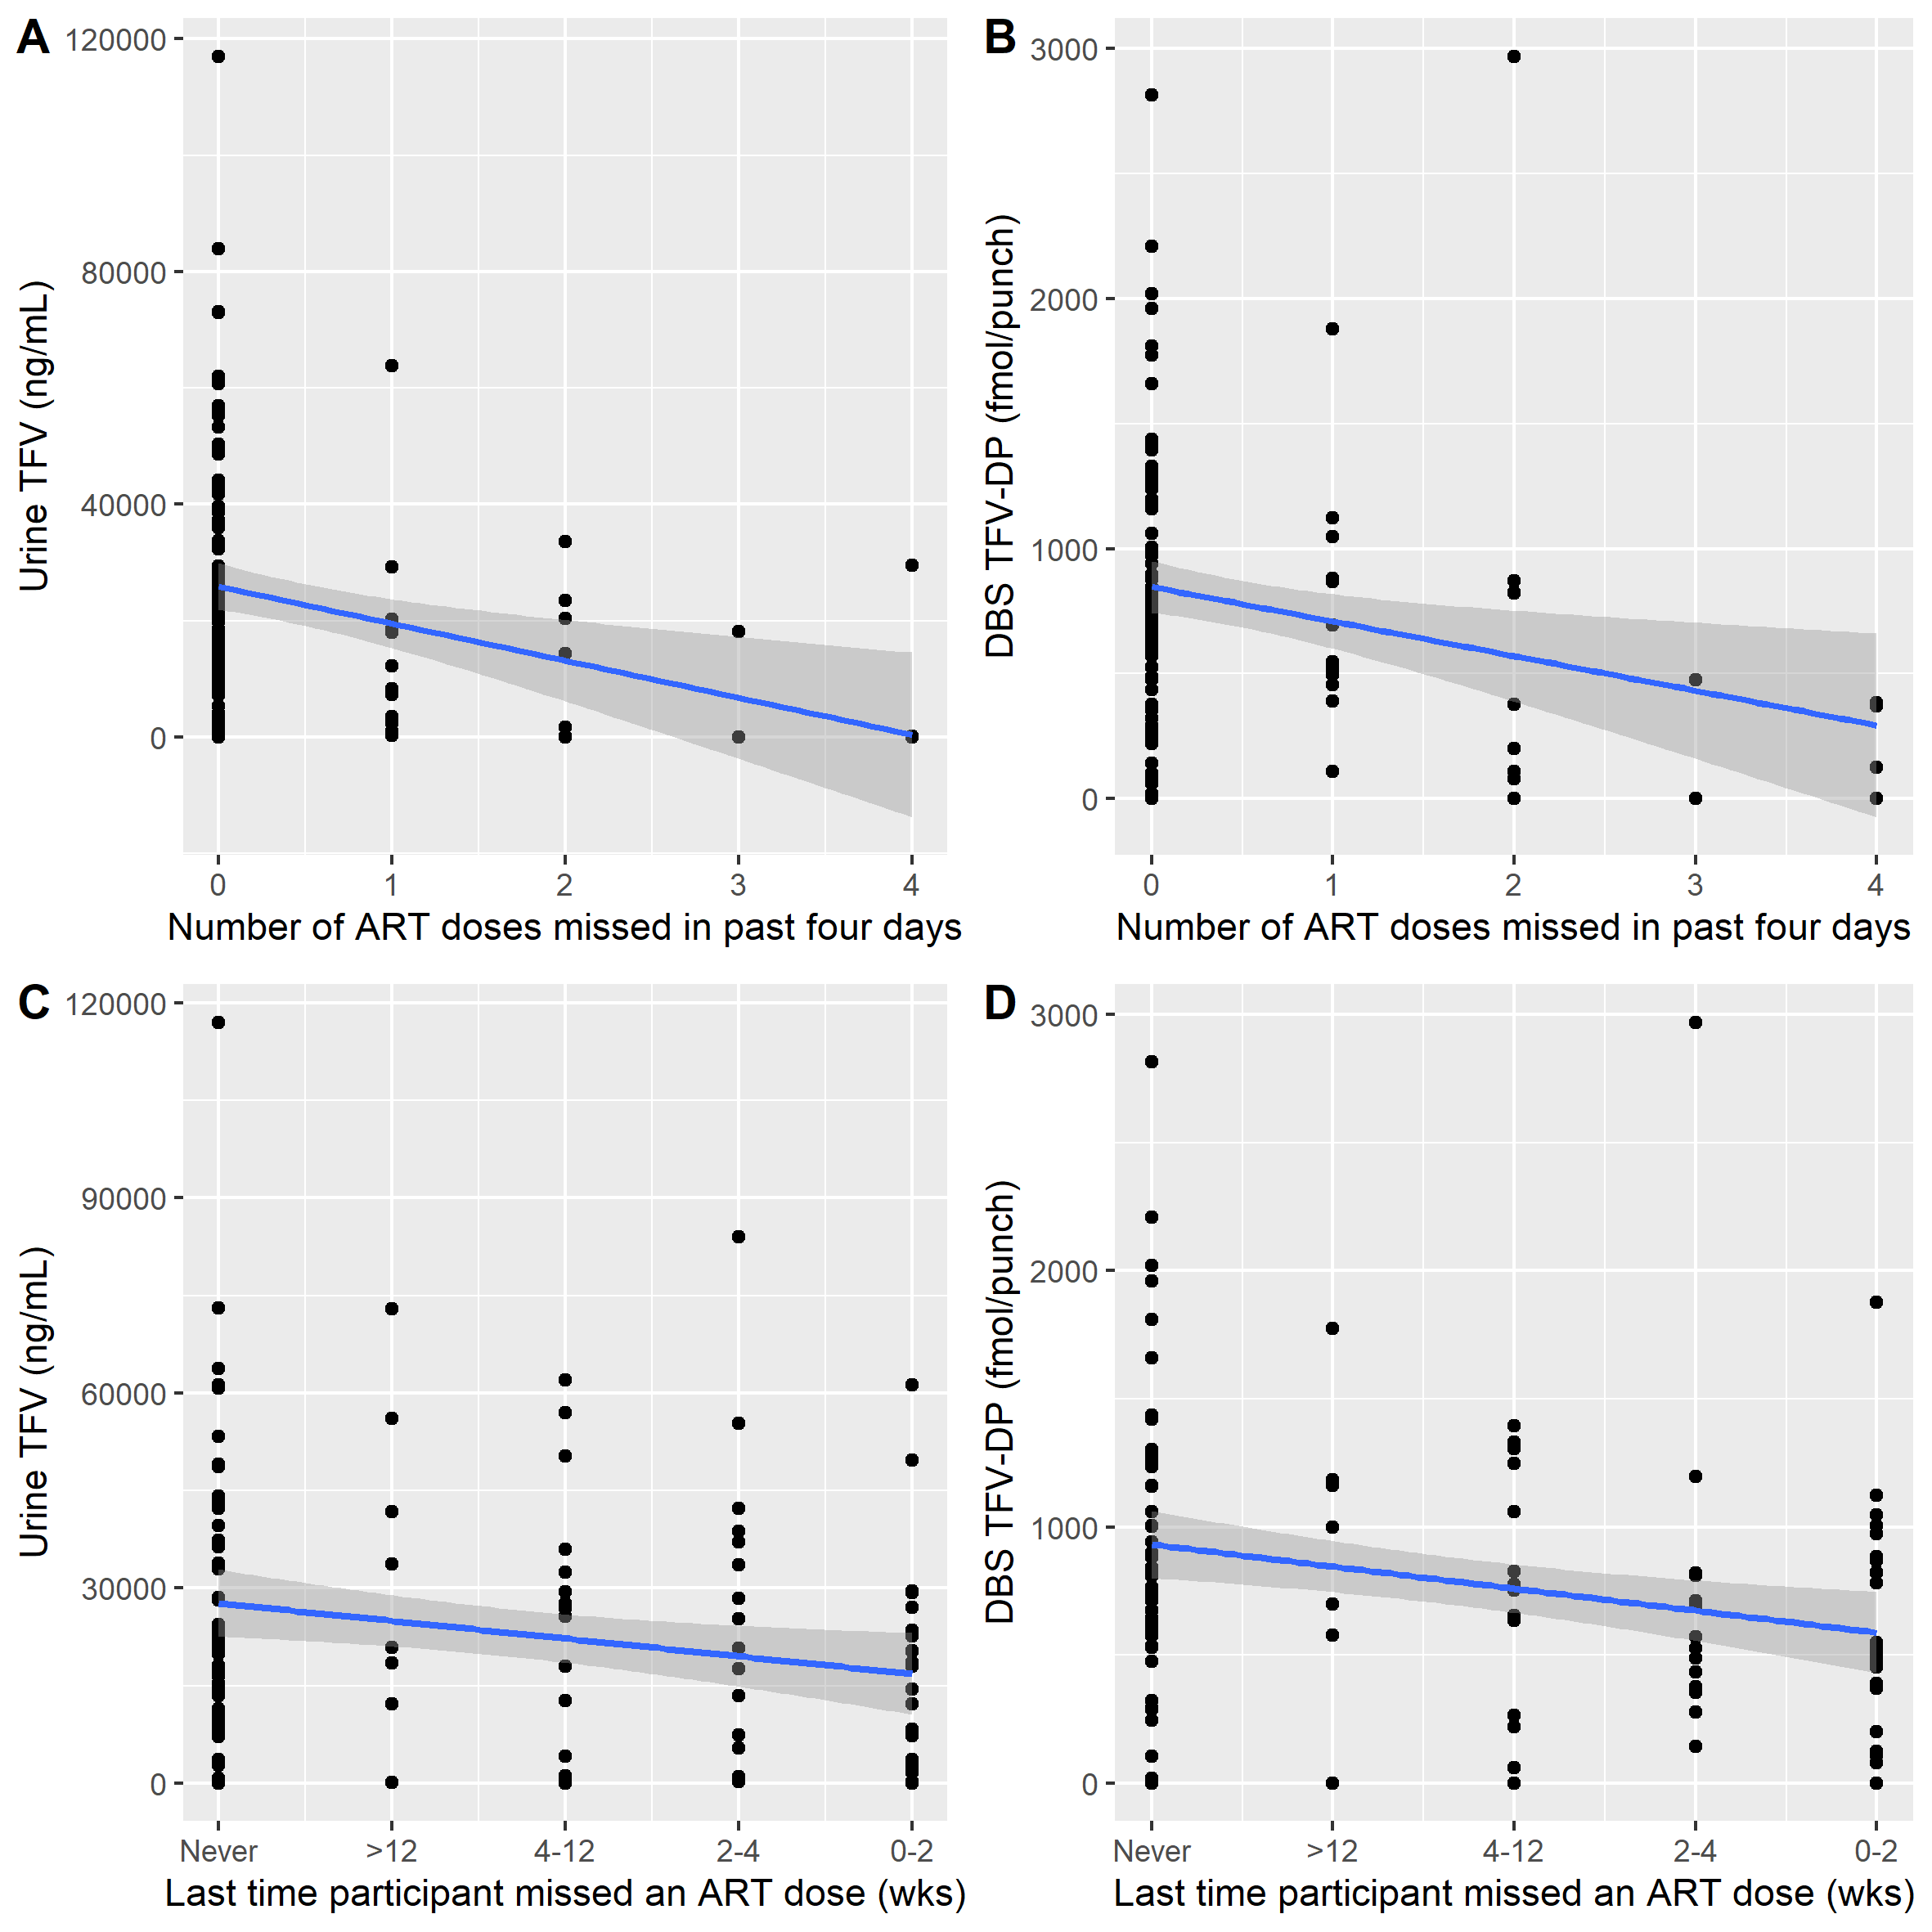 A
120000
80000
40000
0
Urine TFV (ng/mL)
0 1 2 3 4
Number of ART doses missed in past four days
B
3000
2000
1000
0
DBS TFV-DP (fmol/punch)
0 1 2 3 4
Number of ART doses missed in past four days
C
120000
90000
60000
30000
0
Urine TFV (ng/mL)
Never >12 4-12 2-4 0-2
Last time participant missed an ART dose (wks)
D
3000
2000
1000
0
DBS TFV-DP (fmol/punch)
Never >12 4-12 2-4 0-2
Last time participant missed an ART dose (wks)